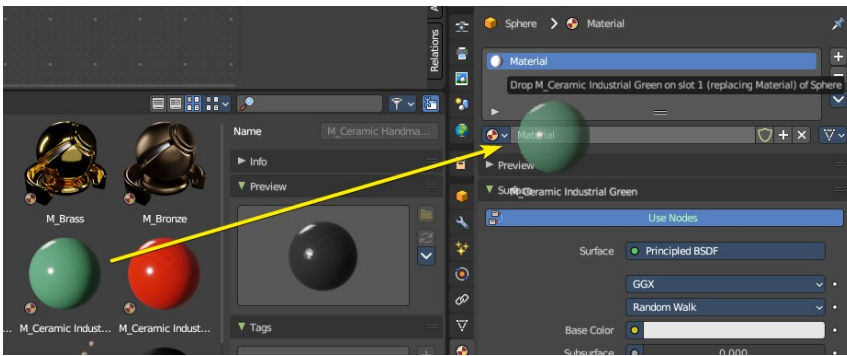 Sphere
Material
Material
Drop M_Ceramic Industrial Green on slot 1 (replacing Material) of Sphere
Relations
Name
M_Ceramic Handma...
Material
Info
Preview
Preview
M_Brass
M_Bronze
Surface
M_Ceramic Industrial Green
Use Nodes
Surface
Principled BSDF
GGX
Random Walk
M_Ceramic Indust...
M_Ceramic Indust...
Tags
Base Color
Subsurface
0.000